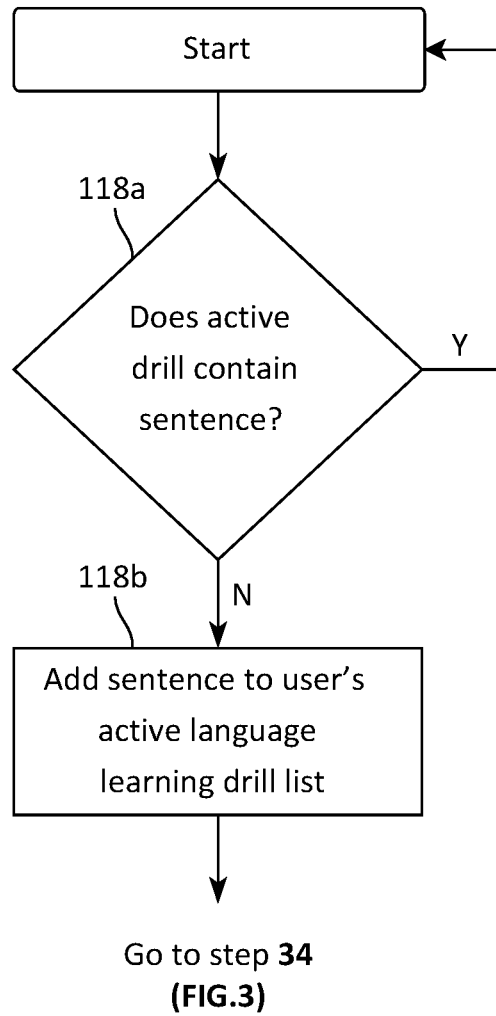 Start
118a
Does active
drill contain
sentence?
Y
118b
N
Add sentence to user’s
active language
learning drill list
Go to step 34
(FIG.3)